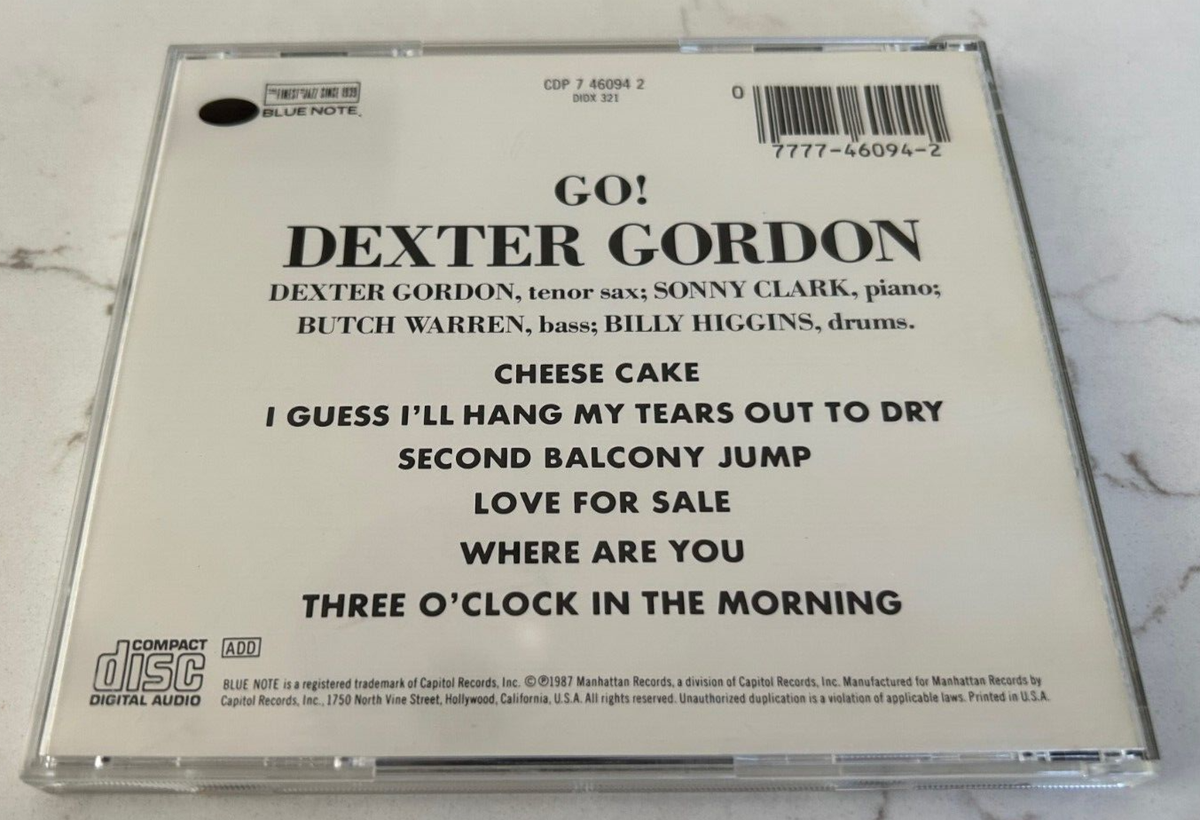 THE FINEST IN JAZZ SINCE 1939
BLUE NOTE.
CDP 7 46094 2
DIDX 321
0
7777-46094-2
GO!
DEXTER GORDON
DEXTER GORDON, tenor sax; SONNY CLARK, piano;
BUTCH WARREN, bass; BILLY HIGGINS, drums.
CHEESE CAKE
I GUESS I'LL HANG MY TEARS OUT TO DRY
SECOND BALCONY JUMP
LOVE FOR SALE
WHERE ARE YOU
THREE O'CLOCK IN THE MORNING
COMPACT
disc
DIGITAL AUDIO
ADD
BLUE NOTE is a registered trademark of Capitol Records, Inc. ©℗1987 Manhattan Records, a division of Capitol Records, Inc. Manufactured for Manhattan Records by
Capitol Records, Inc., 1750 North Vine Street, Hollywood, California, U.S.A. All rights reserved. Unauthorized duplication is a violation of applicable laws. Printed in U.S.A.